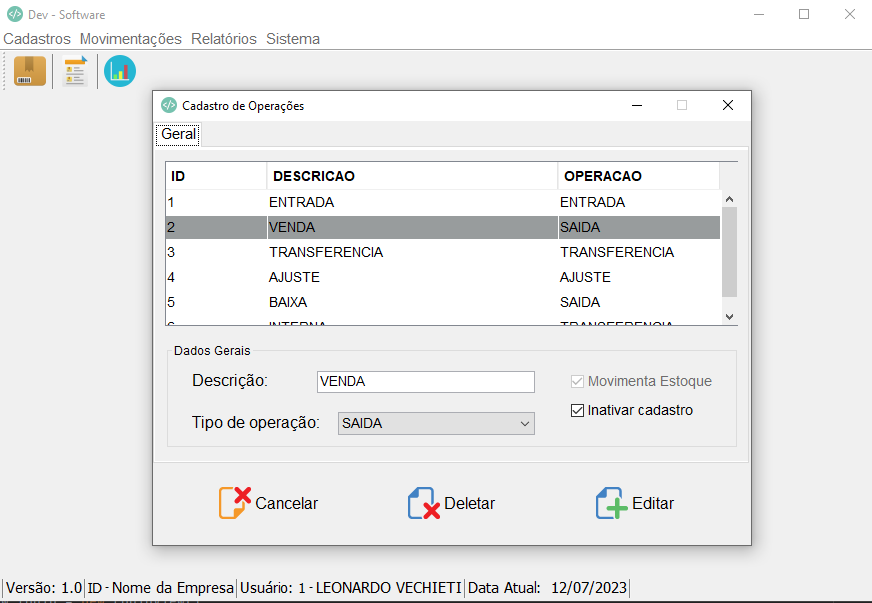 Dev - Software
Cadastros Movimentações Relatórios Sistema
Cadastro de Operações
Geral
ID DESCRICAO OPERACAO
1 ENTRADA ENTRADA
2 VENDA SAIDA
3 TRANSFERENCIA TRANSFERENCIA
4 AJUSTE AJUSTE
5 BAIXA SAIDA
6 INTERNA TRANSFERENCIA
Dados Gerais
Descrição: VENDA Movimenta Estoque
Inativar cadastro
Tipo de operação: SAIDA
Cancelar Deletar Editar
Versão: 1.0 ID - Nome da Empresa Usuário: 1 - LEONARDO VECHIETI Data Atual: 12/07/2023